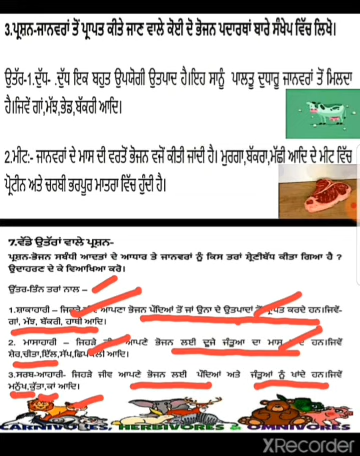 3.ਪ੍ਰਸ਼ਨ-ਜਾਨਵਰਾਂ ਤੋਂ ਪ੍ਰਾਪਤ ਕੀਤੇ ਜਾਣ ਵਾਲੇ ਕੋਈ ਦੋ ਭੋਜਨ ਪਦਾਰਥਾਂ ਬਾਰੇ ਸੰਖੇਪ ਵਿੱਚ ਲਿਖੋ।
ਉੱਤਰ-1.ਦੁੱਧ- .ਦੁੱਧ ਇਕ ਬਹੁਤ ਉਪਯੋਗੀ ਉਤਪਾਦ ਹੈ।ਇਹ ਸਾਨੂੰ ਪਾਲਤੂ ਦੁਧਾਰੂ ਜਾਨਵਰਾਂ ਤੋਂ ਮਿਲਦਾ
ਹੈ।ਜਿਵੇਂ ਗਾਂ,ਮੱਝ,ਭੇਡ,ਬੱਕਰੀ ਆਦਿ।
2.ਮੀਟ:- ਜਾਨਵਰਾਂ ਦੇ ਮਾਸ ਦੀ ਵਰਤੋਂ ਭੋਜਨ ਵਜੋਂ ਕੀਤੀ ਜਾਂਦੀ ਹੈ। ਮੁਰਗਾ,ਬੱਕਰਾ,ਮੱਛੀ ਆਦਿ ਦੇ ਮੀਟ ਵਿੱਚ
ਪ੍ਰੋਟੀਨ ਅਤੇ ਚਰਬੀ ਭਰਪੂਰ ਮਾਤਰਾ ਵਿੱਚ ਹੁੰਦੀ ਹੈ।
7.ਵੱਡੇ ਉੱਤਰਾਂ ਵਾਲੇ ਪ੍ਰਸ਼ਨ-
ਪ੍ਰਸ਼ਨ-ਭੋਜਨ ਸਬੰਧੀ ਆਦਤਾਂ ਦੇ ਆਧਾਰ ਤੇ ਜਾਨਵਰਾਂ ਨੂੰ ਕਿਸ ਤਰਾਂ ਸ਼੍ਰੇਣੀਬੱਧ ਕੀਤਾ ਗਿਆ ਹੈ ?
ਉਦਾਹਰਣ ਦੇ ਕੇ ਵਿਆਖਿਆ ਕਰੋ।
ਉੱਤਰ-ਤਿੰਨ ਤਰਾਂ ਨਾਲ –
1.ਸ਼ਾਕਾਹਾਰੀ – ਜਿਹੜੇ ਆਪਣਾ ਭੋਜਨ ਪੌਦਿਆਂ ਤੋਂ ਜਾਂ ਉਨਾ ਦੇ ਉਤਪਾਦਾਂ ਤੋਂ ਪ੍ਰਾਪਤ ਕਰਦੇ ਹਨ।ਜਿਵੇਂ-
ਗਾਂ, ਮੱਝ, ਬੱਕਰੀ, ਹਾਥੀ ਆਦਿ।
2. ਮਾਸਾਹਾਰੀ – ਜਿਹੜੇ ਆਪਣੇ ਭੋਜਨ ਲਈ ਦੂਜੇ ਜੰਤੂਆਂ ਦਾ ਮਾਸ ਹਨ।ਜਿਵੇਂ
ਸ਼ੇਰ,ਚੀਤਾ,ਇੱਲ,ਸੱਪ,ਛਿਪਕਲੀ ਆਦਿ।
3.ਸਰਬ-ਆਹਾਰੀ- ਜਿਹੜੇ ਜੀਵ ਆਪਣੇ ਭੋਜਨ ਲਈ ਪੌਦਿਆਂ ਅਤੇ ਜੰਤੂਆਂ ਨੂੰ ਖਾਂਦੇ ਹਨ।ਜਿਵੇਂ
ਮਨੁੱਖ,ਕੁੱਤਾ,ਕਾਂ ਆਦਿ।
CARNIVORES, HERBIVORES & OMNIVORES
XRecorder